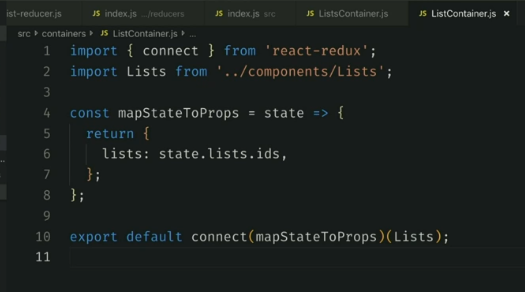 ist-reducer.js JS index.js .../reducers JS index.js src JS ListsContainer.js JS ListContainer.js ×
src containers JS ListContainer.js ...
1 import { connect } from 'react-redux';
2 import Lists from '../components/Lists';
3
4 const mapStateToProps = state => {
5 return {
6 lists: state.lists.ids,
7 };
8 };
9
10 export default connect(mapStateToProps)(Lists);
11